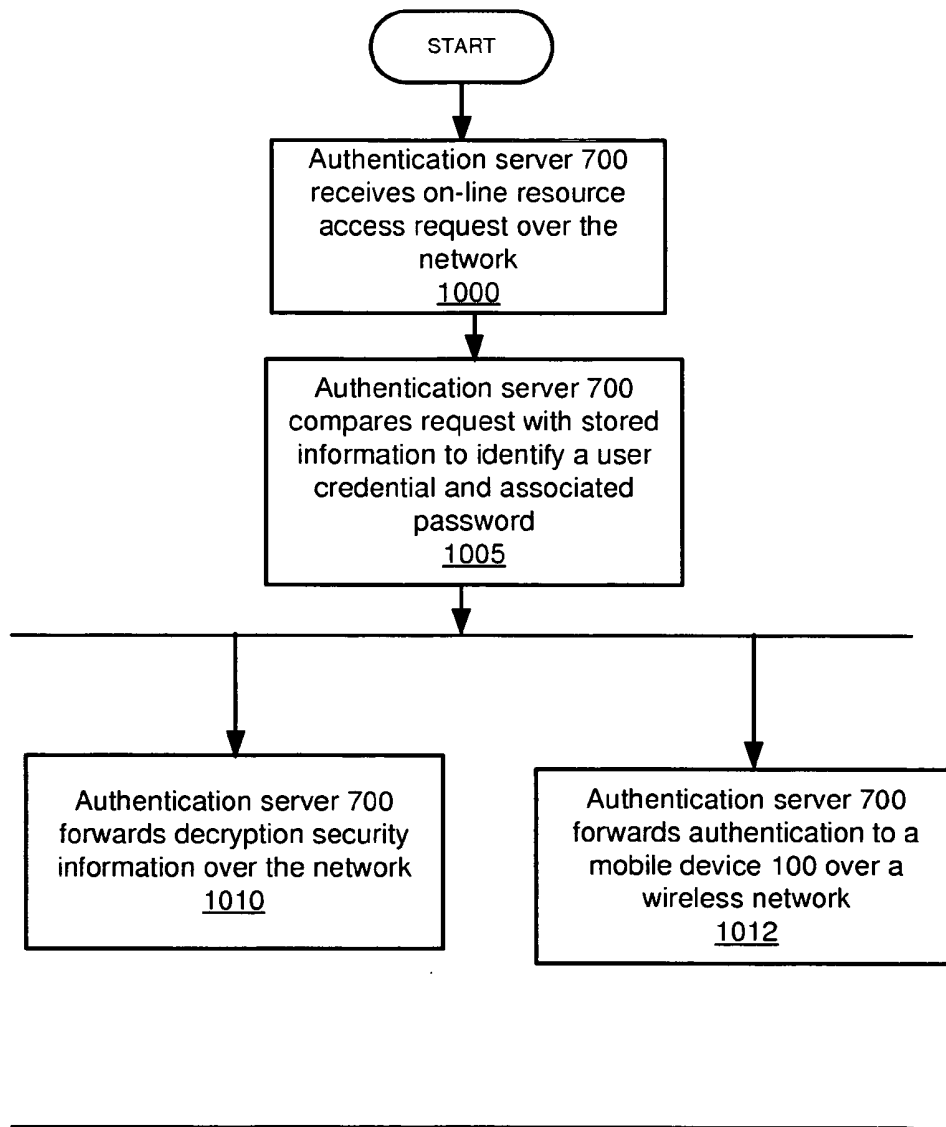 START
Authentication server 700
receives on-line resource
access request over the
network
1000
Authentication server 700
compares request with stored
information to identify a user
credential and associated
password
1005
Authentication server 700
forwards decryption security
information over the network
1010
Authentication server 700
forwards authentication to a
mobile device 100 over a
wireless network
1012